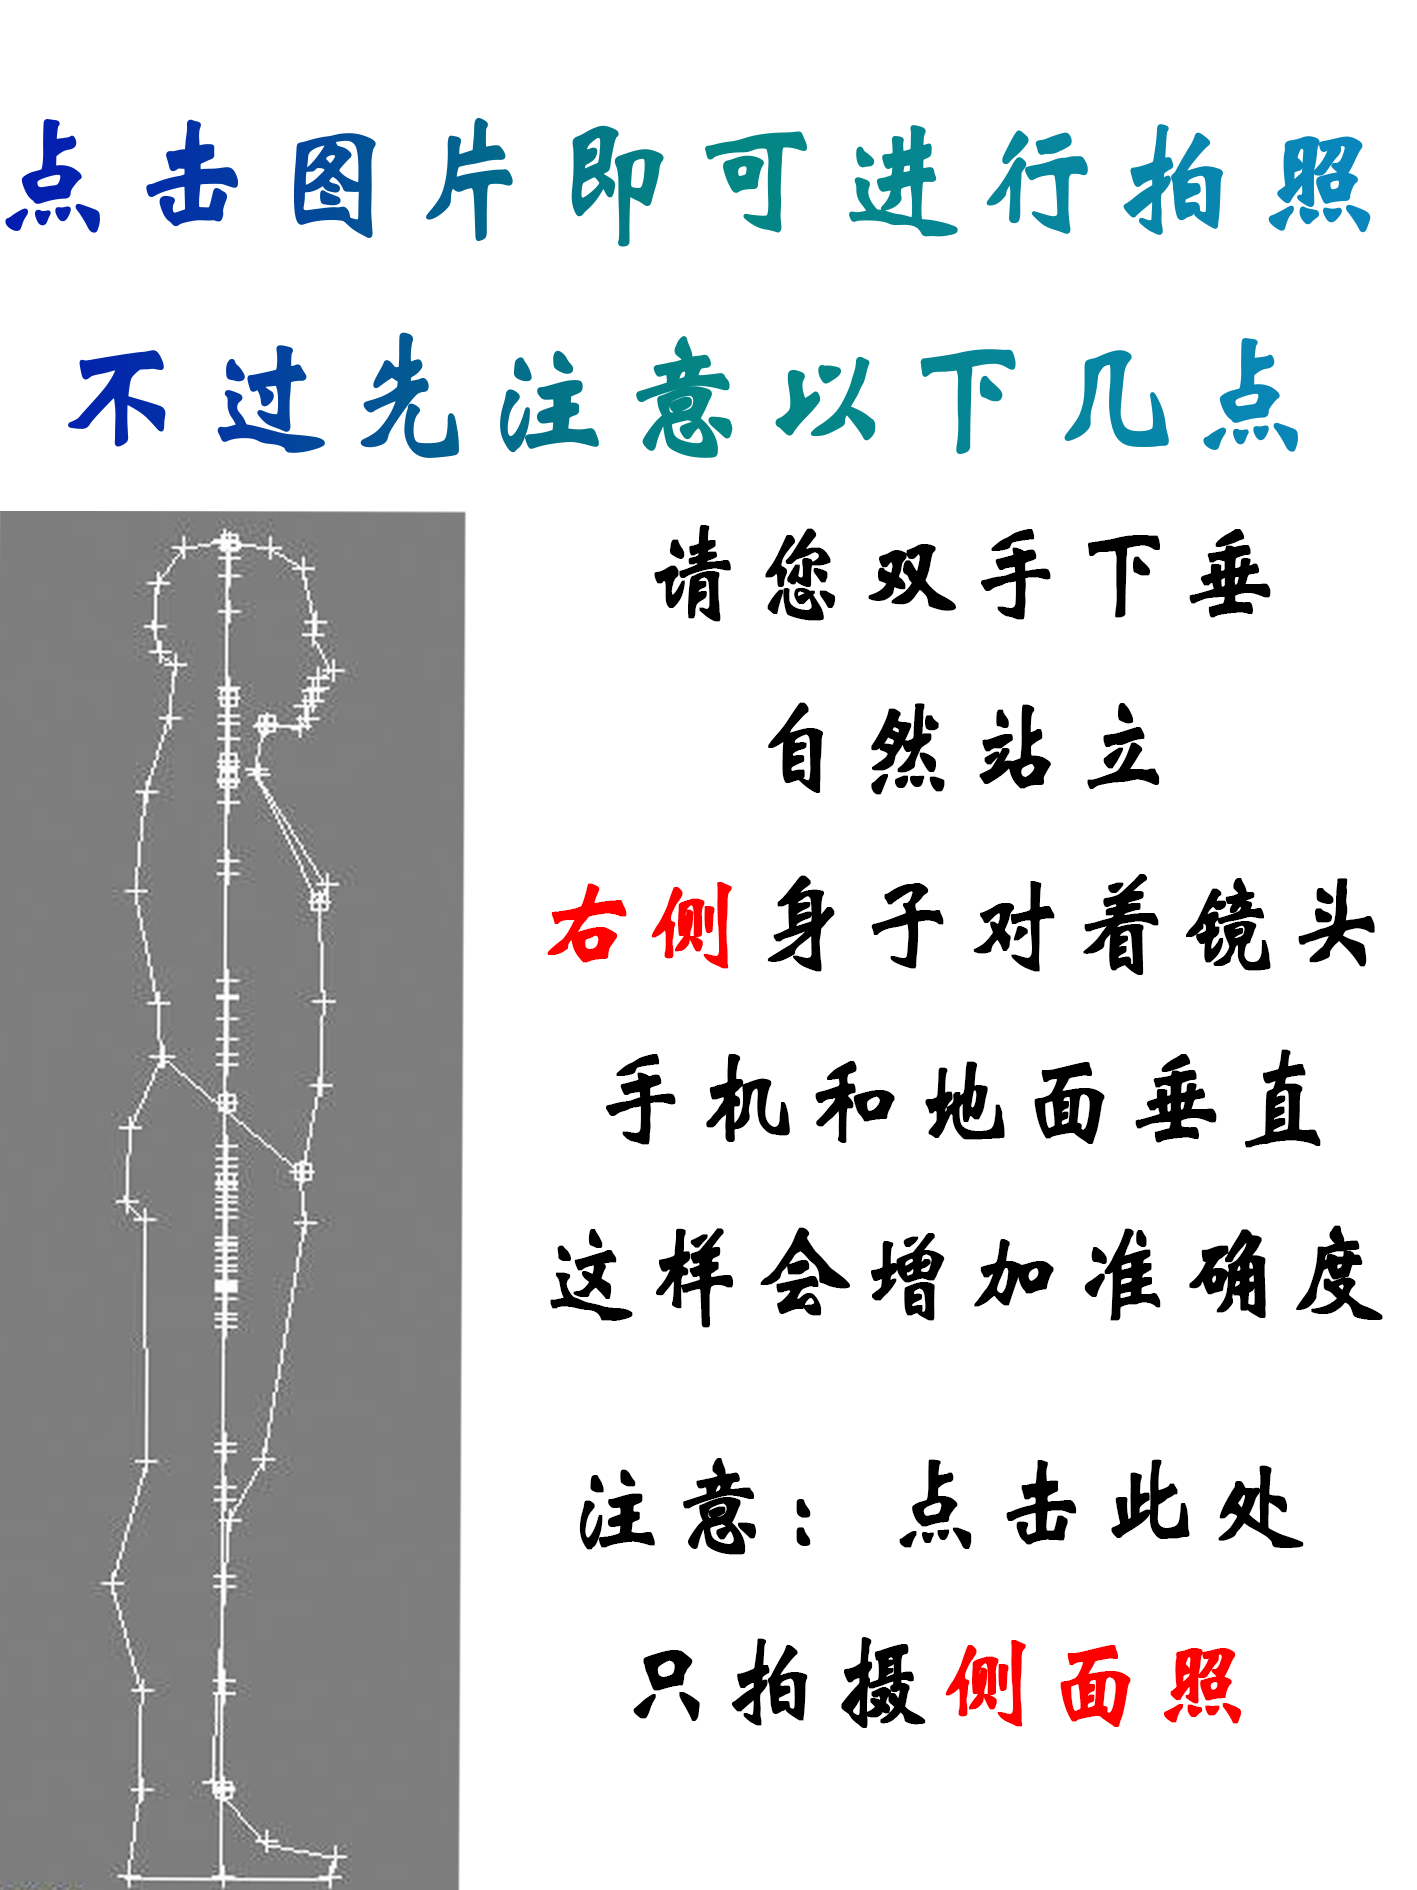 点击图片即可进行拍照
不过先注意以下几点
请您双手下垂
自然站立
右侧身子对着镜头
手机和地面垂直
这样会增加准确度
注意：点击此处
只拍摄侧面照